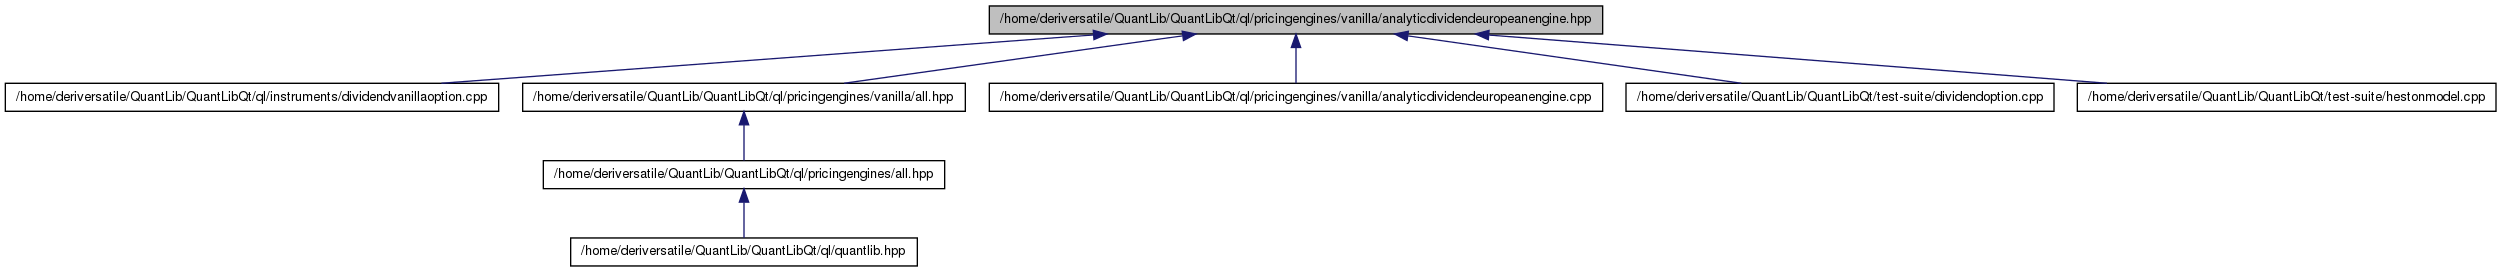 /home/deriversatile/QuantLib/QuantLibQt/ql/pricingengines/vanilla/analyticdividendeuropeanengine.hpp
/home/deriversatile/QuantLib/QuantLibQt/ql/instruments/dividendvanillaoption.cpp
/home/deriversatile/QuantLib/QuantLibQt/ql/pricingengines/vanilla/all.hpp
/home/deriversatile/QuantLib/QuantLibQt/ql/pricingengines/vanilla/analyticdividendeuropeanengine.cpp
/home/deriversatile/QuantLib/QuantLibQt/test-suite/dividendoption.cpp
/home/deriversatile/QuantLib/QuantLibQt/test-suite/hestonmodel.cpp
/home/deriversatile/QuantLib/QuantLibQt/ql/pricingengines/all.hpp
/home/deriversatile/QuantLib/QuantLibQt/ql/quantlib.hpp